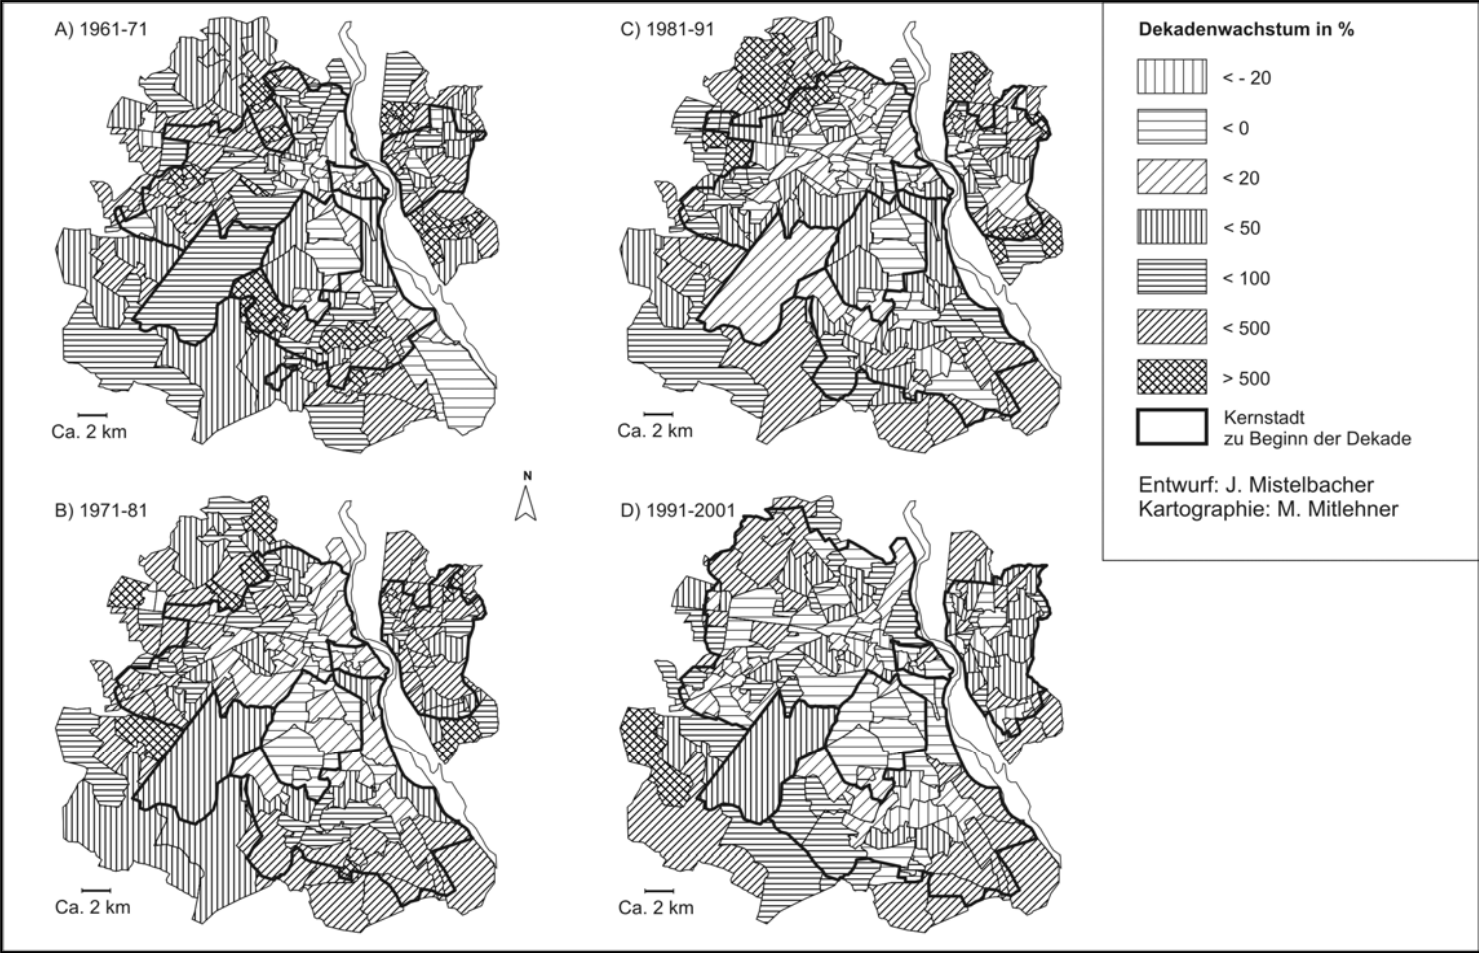 A) 1961-71
C) 1981-91
Dekadenwachstum in %
< - 20
< 0
< 20
< 50
< 100
< 500
> 500
Kernstadt
zu Beginn der Dekade
Ca. 2 km
Ca. 2 km
N
Entwurf: J. Mistelbacher
Kartographie: M. Mitlehner
B) 1971-81
D) 1991-2001
Ca. 2 km
Ca. 2 km